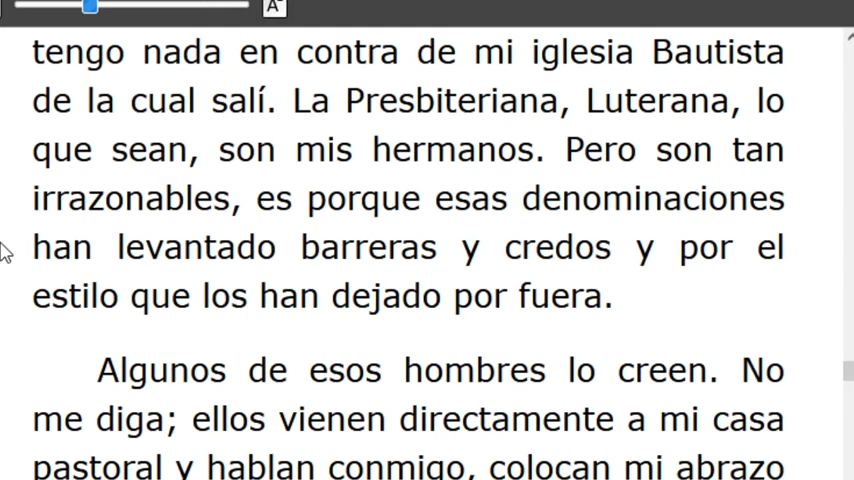 A
tengo nada en contra de mi iglesia Bautista
de la cual salí. La Presbiteriana, Luterana, lo
que sean, son mis hermanos. Pero son tan
irrazonables, es porque esas denominaciones
han levantado barreras y credos y por el
estilo que los han dejado por fuera.
Algunos de esos hombres lo creen. No
me diga; ellos vienen directamente a mi casa
pastoral y hablan conmigo, colocan mi abrazo